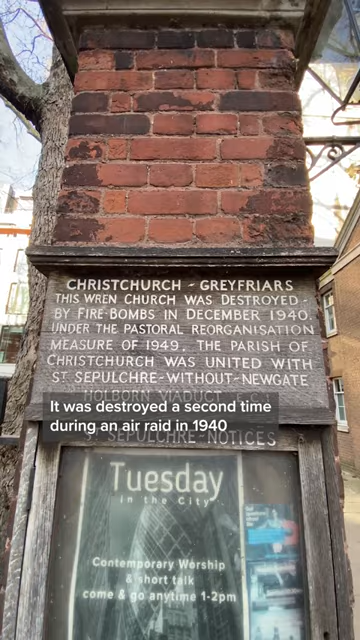 CHRISTCHURCH - GREYFRIARS
THIS WREN CHURCH WAS DESTROYED -
BY FIRE-BOMBS IN DECEMBER 1940.
UNDER THE PASTORAL REORGANISATION
MEASURE OF 1949, THE PARISH OF
CHRISTCHURCH WAS UNITED WITH
ST SEPULCHRE-WITHOUT-NEWGATE
HOLBORN VIADUCT E.C.1
It was destroyed a second time
during an air raid in 1940
ST SEPULCHRE-NOTICES
Tuesday
in the City
Contemporary Worship
& short talk
come & go anytime 1-2pm